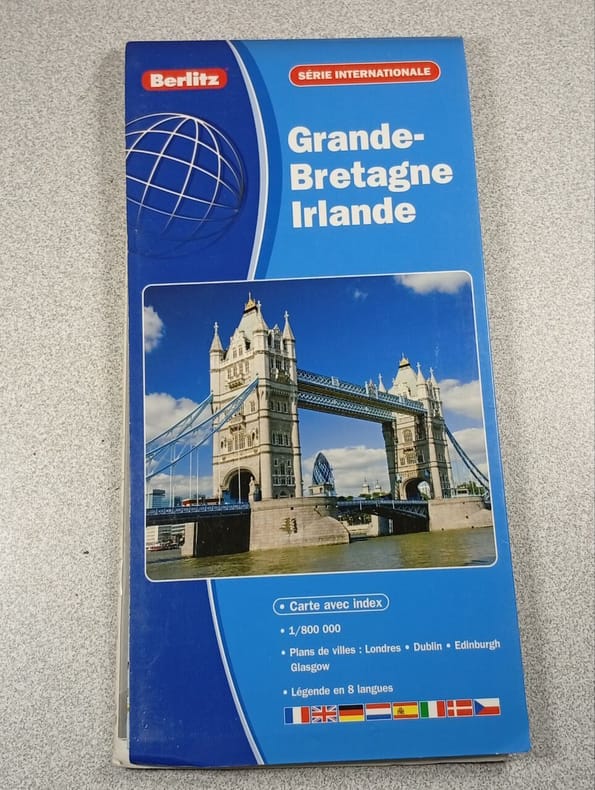 Berlitz
SÉRIE INTERNATIONALE
Grande-
Bretagne
Irlande
• Carte avec index
• 1/800 000
• Plans de villes : Londres • Dublin • Edinburgh
Glasgow
• Légende en 8 langues